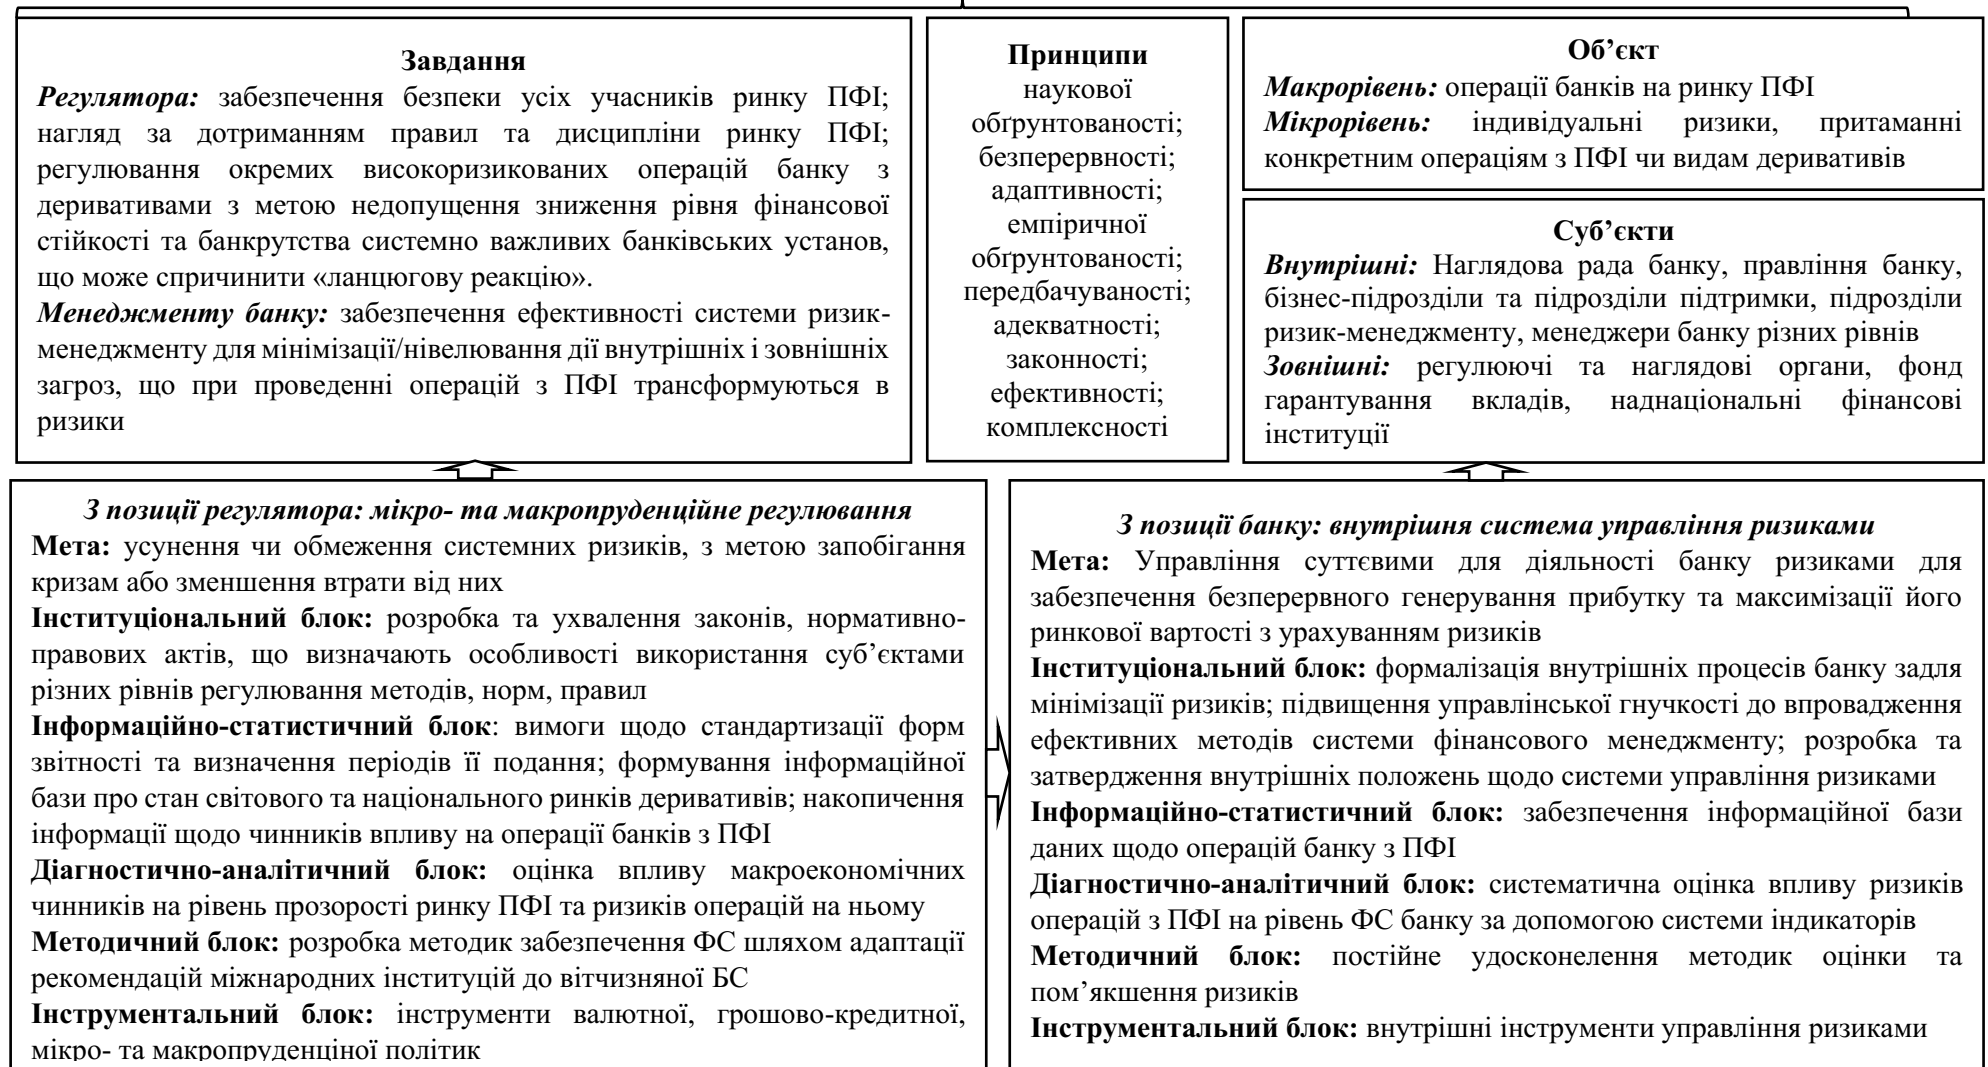 Завдання
Регулятора: забезпечення безпеки усіх учасників ринку ПФІ;
нагляд за дотриманням правил та дисципліни ринку ПФІ;
регулювання окремих високоризикованих операцій банку з
деривативами з метою недопущення зниження рівня фінансової
стійкості та банкрутства системно важливих банківських установ,
що може спричинити «ланцюгову реакцію».
Менеджменту банку: забезпечення ефективності системи ризик-
менеджменту для мінімізації/нівелювання дії внутрішніх і зовнішніх
загроз, що при проведенні операцій з ПФІ трансформуються в
ризики
Принципи
наукової
обґрунтованості;
безперервності;
адаптивності;
емпіричної
обґрунтованості;
передбачуваності;
адекватності;
законності;
ефективності;
комплексності
Об’єкт
Макрорівень: операції банків на ринку ПФІ
Мікрорівень: індивідуальні ризики, притаманні
конкретним операціям з ПФІ чи видам деривативів
Суб’єкти
Внутрішні: Наглядова рада банку, правління банку,
бізнес-підрозділи та підрозділи підтримки, підрозділи
ризик-менеджменту, менеджери банку різних рівнів
Зовнішні: регулюючі та наглядові органи, фонд
гарантування вкладів, наднаціональні фінансові
інституції
З позиції регулятора: мікро- та макропруденційне регулювання
Мета: усунення чи обмеження системних ризиків, з метою запобігання
кризам або зменшення втрати від них
Інституціональний блок: розробка та ухвалення законів, нормативно-
правових актів, що визначають особливості використання суб’єктами
різних рівнів регулювання методів, норм, правил
Інформаційно-статистичний блок: вимоги щодо стандартизації форм
звітності та визначення періодів її подання; формування інформаційної
бази про стан світового та національного ринків деривативів; накопичення
інформації щодо чинників впливу на операції банків з ПФІ
Діагностично-аналітичний блок: оцінка впливу макроекономічних
чинників на рівень прозорості ринку ПФІ та ризиків операцій на ньому
Методичний блок: розробка методик забезпечення ФС шляхом адаптації
рекомендацій міжнародних інституцій до вітчизняної БС
Інструментальний блок: інструменти валютної, грошово-кредитної,
мікро- та макропруденціної політик
З позиції банку: внутрішня система управління ризиками
Мета: Управління суттєвими для діяльності банку ризиками для
забезпечення безперервного генерування прибутку та максимізації його
ринкової вартості з урахуванням ризиків
Інституціональний блок: формалізація внутрішніх процесів банку задля
мінімізації ризиків; підвищення управлінської гнучкості до впровадження
ефективних методів системи фінансового менеджменту; розробка та
затвердження внутрішніх положень щодо системи управління ризиками
Інформаційно-статистичний блок: забезпечення інформаційної бази
даних щодо операцій банку з ПФІ
Діагностично-аналітичний блок: систематична оцінка впливу ризиків
операцій з ПФІ на рівень ФС банку за допомогою системи індикаторів
Методичний блок: постійне удосконелення методик оцінки та
пом’якшення ризиків
Інструментальний блок: внутрішні інструменти управління ризиками